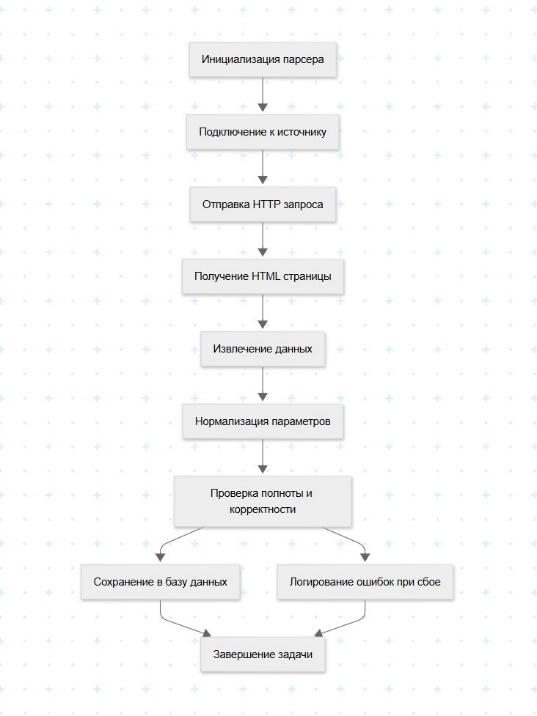 Инициализация парсера
Подключение к источнику
Отправка HTTP запроса
Получение HTML страницы
Извлечение данных
Нормализация параметров
Проверка полноты и
корректности
Сохранение в базу данных
Логирование ошибок при сбое
Завершение задачи